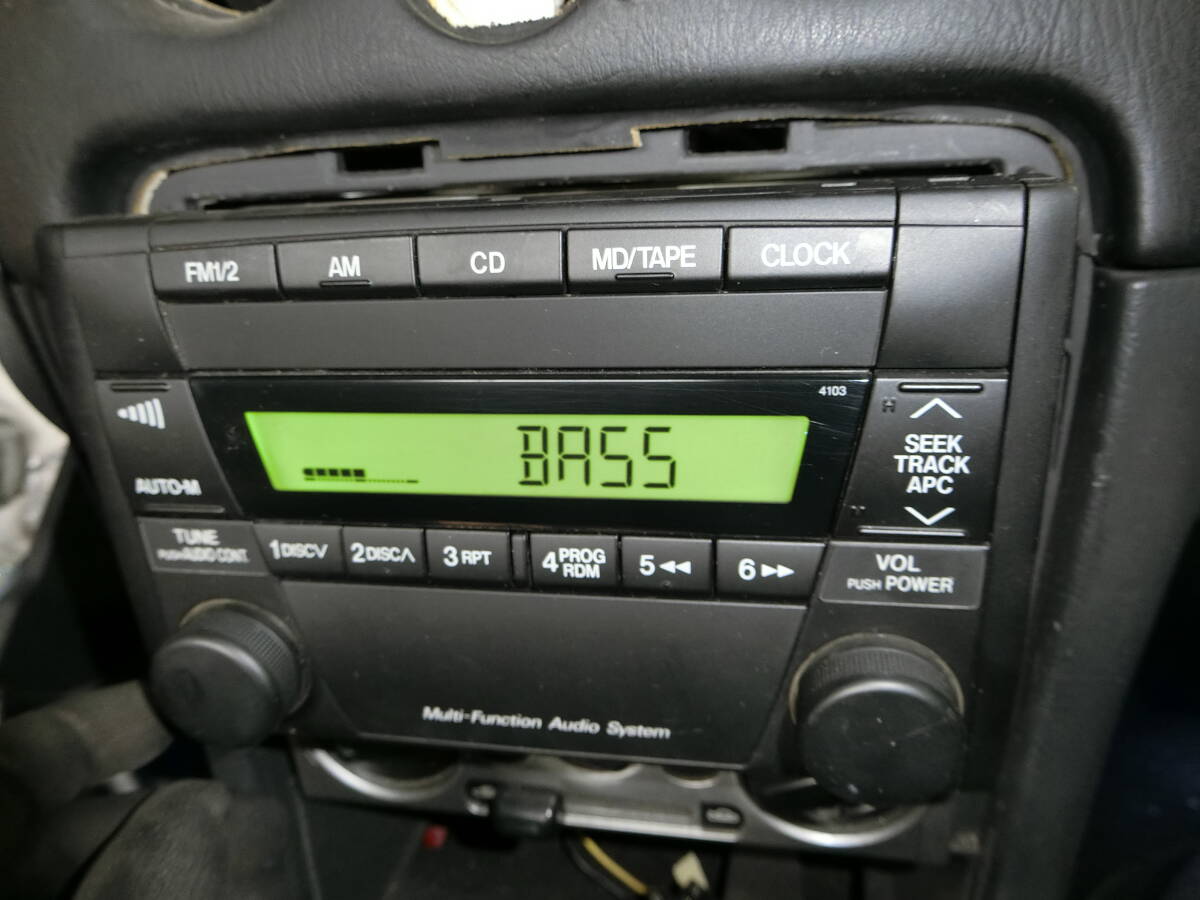 FM1/2 AM CD MD/TAPE CLOCK
4103
BASS
AUTO-M
SEEK
TRACK
APC
TUNE
PUSH AUDIO CONT.
1 DISC∨ 2 DISC∧ 3 RPT 4 PROG RDM 5◀◀ 6▶▶
VOL
PUSH POWER
Multi-Function Audio System